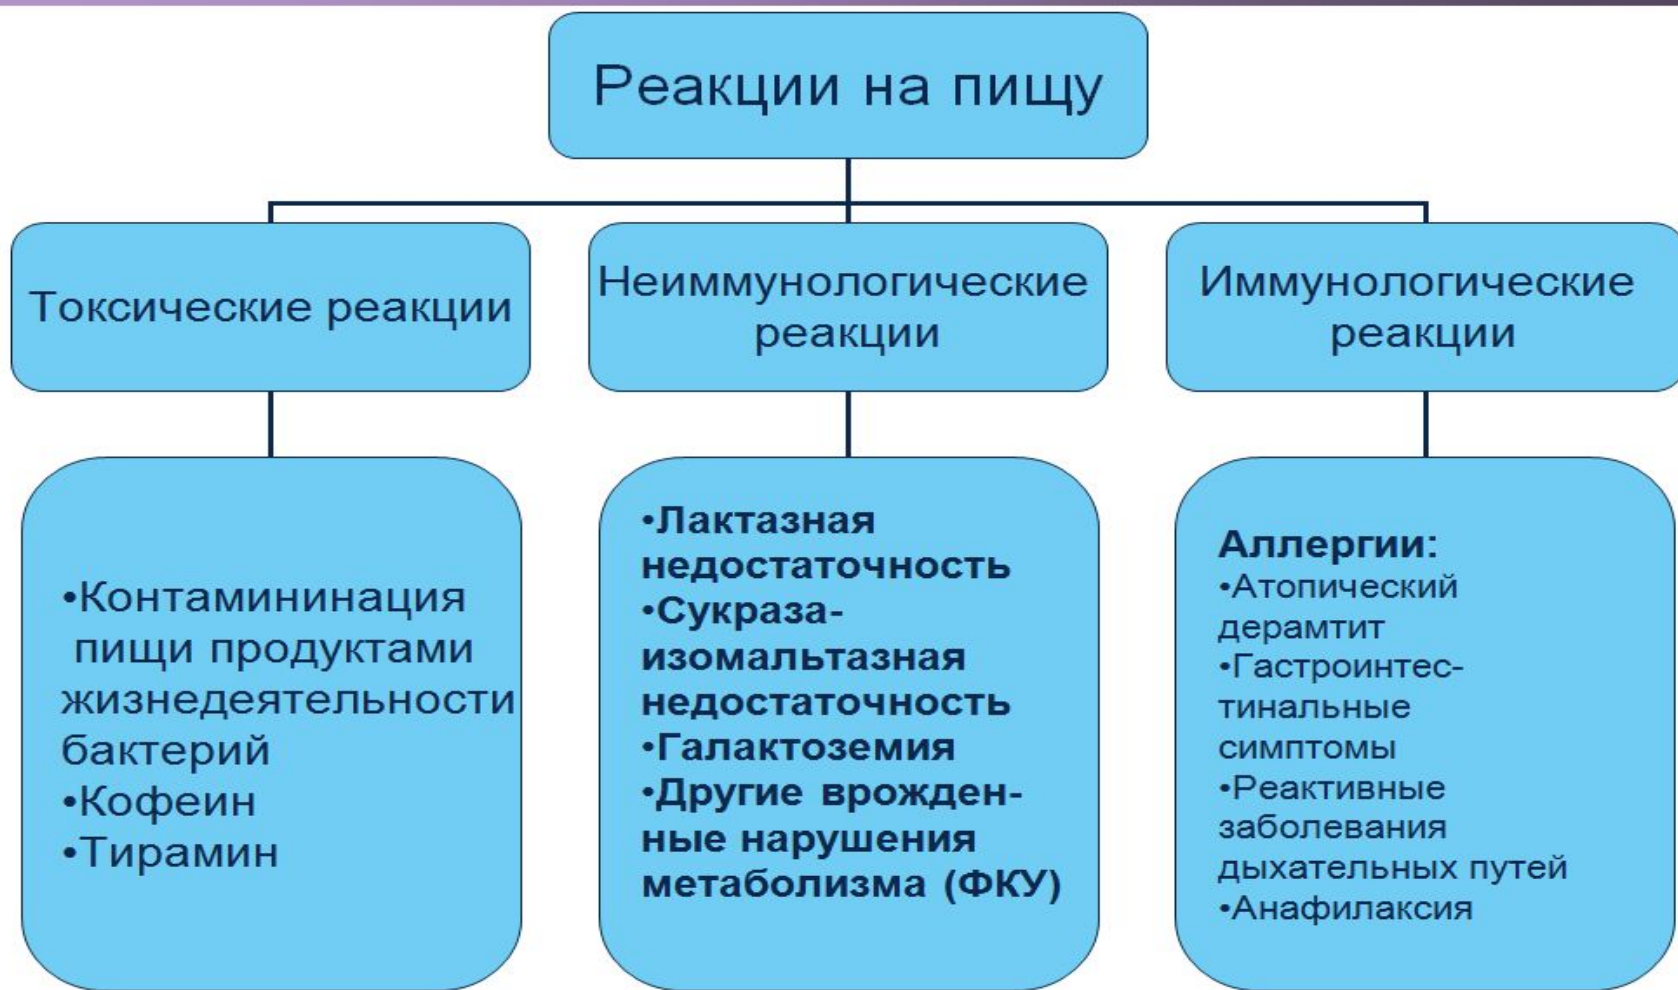 Реакции на пищу
Токсические реакции
Неиммунологические
реакции
Иммунологические
реакции
•Контамининация
пищи продуктами
жизнедеятельности
бактерий
•Кофеин
•Тирамин
•Лактазная
недостаточность
•Сукраза-
изомальтазная
недостаточность
•Галактоземия
•Другие врожден-
ные нарушения
метаболизма (ФКУ)
Аллергии:
•Атопический
дерамтит
•Гастроинтес-
тинальные
симптомы
•Реактивные
заболевания
дыхательных путей
•Анафилаксия